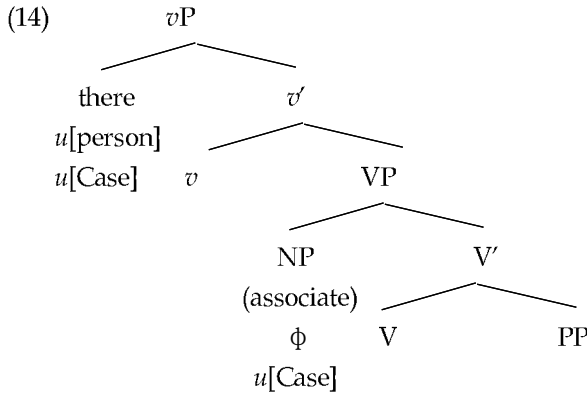 (14) vP
there v′
u[person]
u[Case] v VP
NP V′
(associate)
ϕ V PP
u[Case]